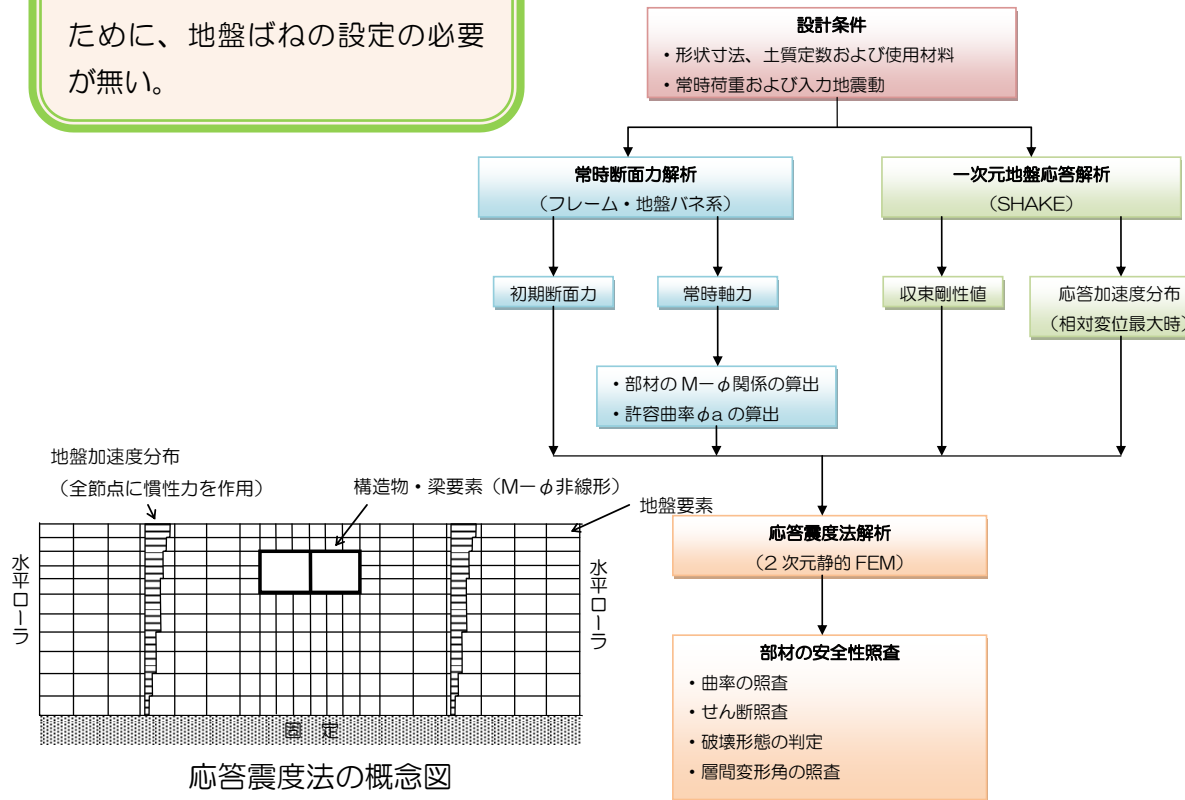 ために、地盤ばねの設定の必要
が無い。
設計条件
・形状寸法、土質定数および使用材料
・常時荷重および入力地震動
常時断面力解析
（フレーム・地盤バネ系）
一次元地盤応答解析
（SHAKE）
初期断面力
常時軸力
収束剛性値
応答加速度分布
（相対変位最大時）
・部材のM－φ関係の算出
・許容曲率φaの算出
応答震度法解析
（2次元静的FEM）
部材の安全性照査
・曲率の照査
・せん断照査
・破壊形態の判定
・層間変形角の照査
地盤加速度分布
（全節点に慣性力を作用）
構造物・梁要素（M－φ非線形）
地盤要素
水平ローラ
水平ローラ
固　定
応答震度法の概念図